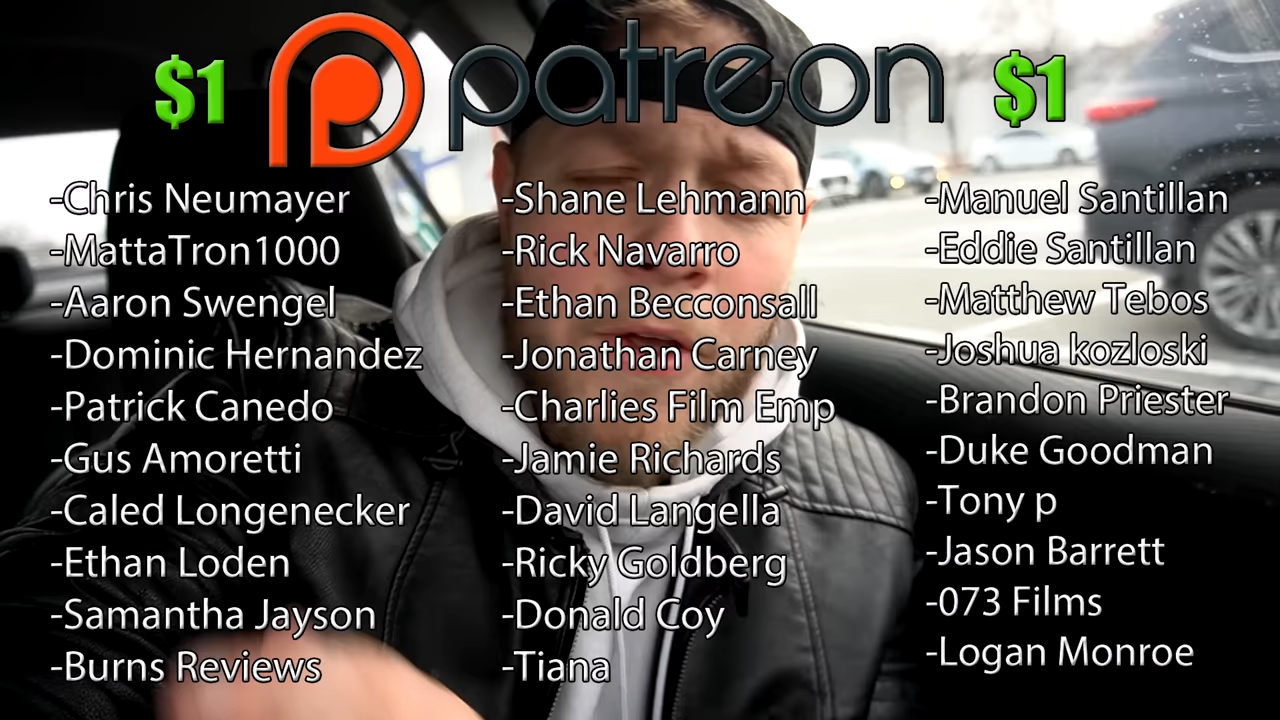 $1 patreon $1
-Chris Neumayer
-MattaTron1000
-Aaron Swengel
-Dominic Hernandez
-Patrick Canedo
-Gus Amoretti
-Caled Longenecker
-Ethan Loden
-Samantha Jayson
-Burns Reviews
-Shane Lehmann
-Rick Navarro
-Ethan Becconsall
-Jonathan Carney
-Charlies Film Emp
-Jamie Richards
-David Langella
-Ricky Goldberg
-Donald Coy
-Tiana
-Manuel Santillan
-Eddie Santillan
-Matthew Tebos
-Joshua kozloski
-Brandon Priester
-Duke Goodman
-Tony p
-Jason Barrett
-073 Films
-Logan Monroe